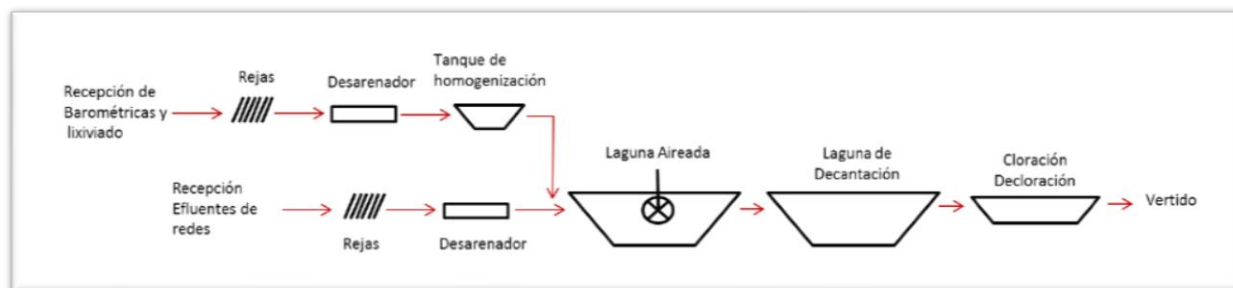 Recepción de
Barométricas y
lixiviado
Rejas
Desarenador
Tanque de
homogenización
Recepción
Efluentes de
redes
Rejas
Desarenador
Laguna Aireada
Laguna de
Decantación
Cloración
Decloración
Vertido